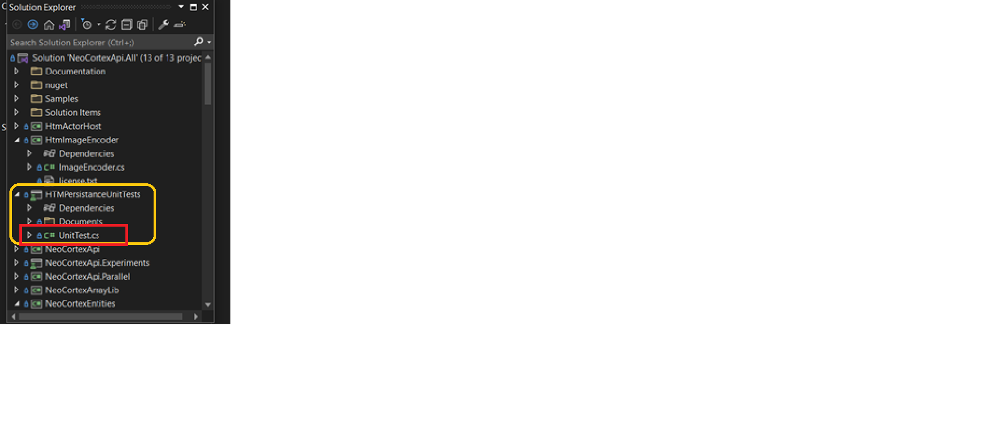 Solution Explorer
Search Solution Explorer (Ctrl+;)
Solution 'NeoCortexApi.All' (13 of 13 projec
Documentation
nuget
Samples
Solution Items
HtmActorHost
HtmImageEncoder
Dependencies
C# ImageEncoder.cs
license.txt
HTMPersistanceUnitTests
Dependencies
Documents
C# UnitTest.cs
NeoCortexApi
NeoCortexApi.Experiments
NeoCortexApi.Parallel
NeoCortexArrayLib
NeoCortexEntities